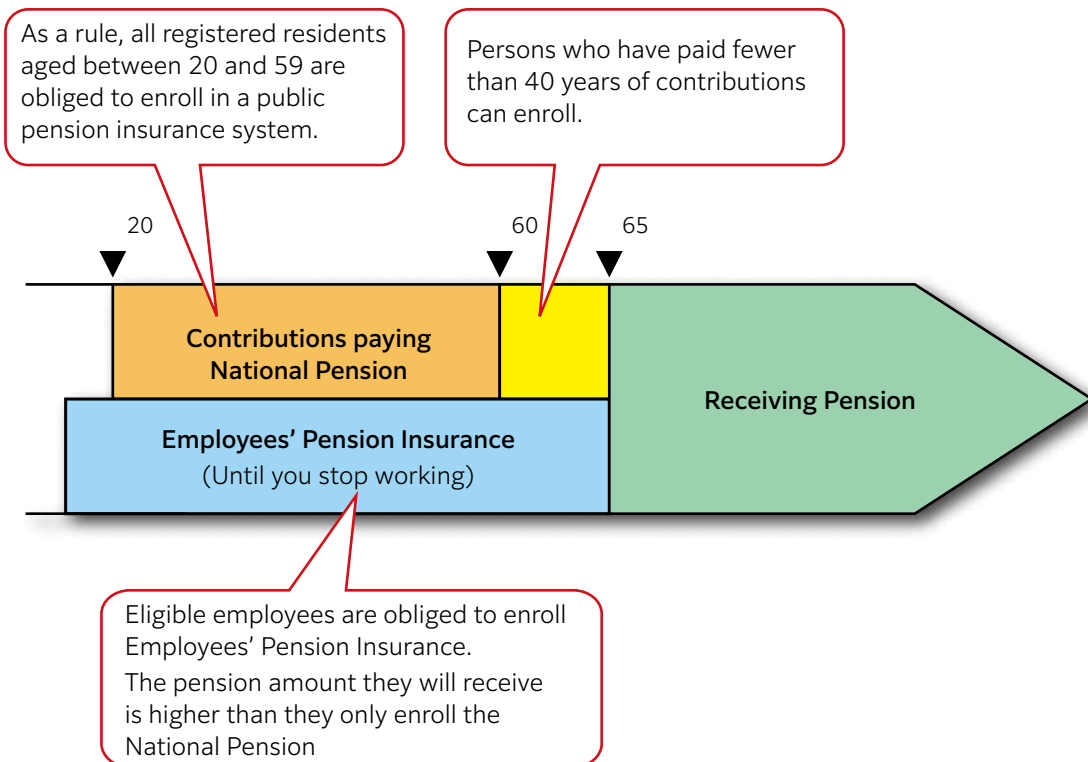 As a rule, all registered residents
aged between 20 and 59 are
obliged to enroll in a public
pension insurance system.
Persons who have paid fewer
than 40 years of contributions
can enroll.
20
60
65
Contributions paying
National Pension
Receiving Pension
Employees’ Pension Insurance
(Until you stop working)
Eligible employees are obliged to enroll
Employees’ Pension Insurance.
The pension amount they will receive
is higher than they only enroll the
National Pension